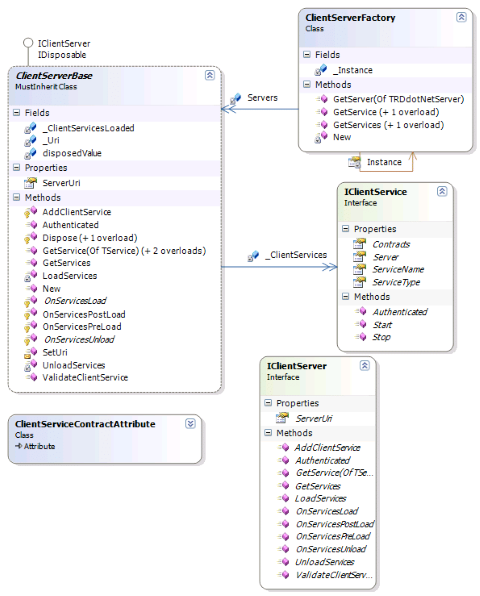 IClientServer
IDisposable
ClientServerBase
MustInherit Class
Fields
_ClientServicesLoaded
_Uri
disposedValue
Properties
ServerUri
Methods
AddClientService
Authenticated
Dispose (+ 1 overload)
GetService(Of TService) (+ 2 overloads)
GetServices
LoadServices
New
OnServicesLoad
OnServicesPostLoad
OnServicesPreLoad
OnServicesUnload
SetUri
UnloadServices
ValidateClientService
Servers
ClientServerFactory
Class
Fields
_Instance
Methods
GetServer(Of TRDdotNetServer)
GetService (+ 1 overload)
GetServices (+ 1 overload)
New
Instance
_ClientServices
IClientService
Interface
Properties
Contracts
Server
ServiceName
ServiceType
Methods
Authenticated
Start
Stop
ClientServiceContractAttribute
Class
Attribute
IClientServer
Interface
Properties
ServerUri
Methods
AddClientService
Authenticated
GetService(Of TSe...
GetServices
LoadServices
OnServicesLoad
OnServicesPostLoad
OnServicesPreLoad
OnServicesUnload
UnloadServices
ValidateClientServ...